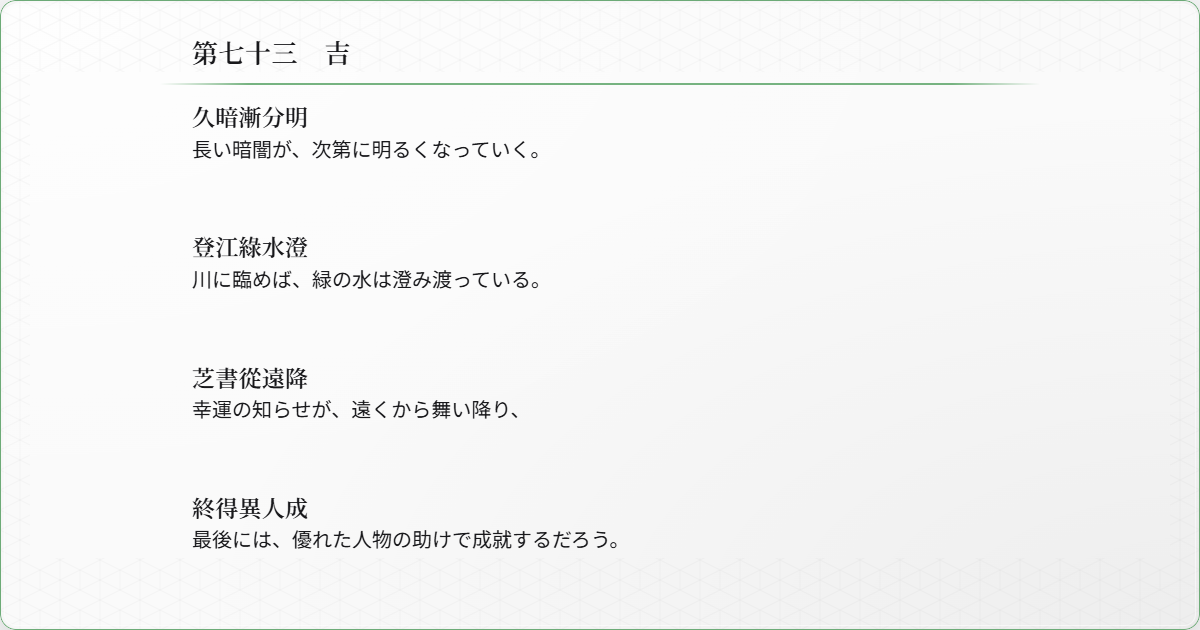 第七十三　吉
久暗漸分明
長い暗闇が、次第に明るくなっていく。
登江綠水澄
川に臨めば、緑の水は澄み渡っている。
芝書從遠降
幸運の知らせが、遠くから舞い降り、
終得異人成
最後には、優れた人物の助けで成就するだろう。